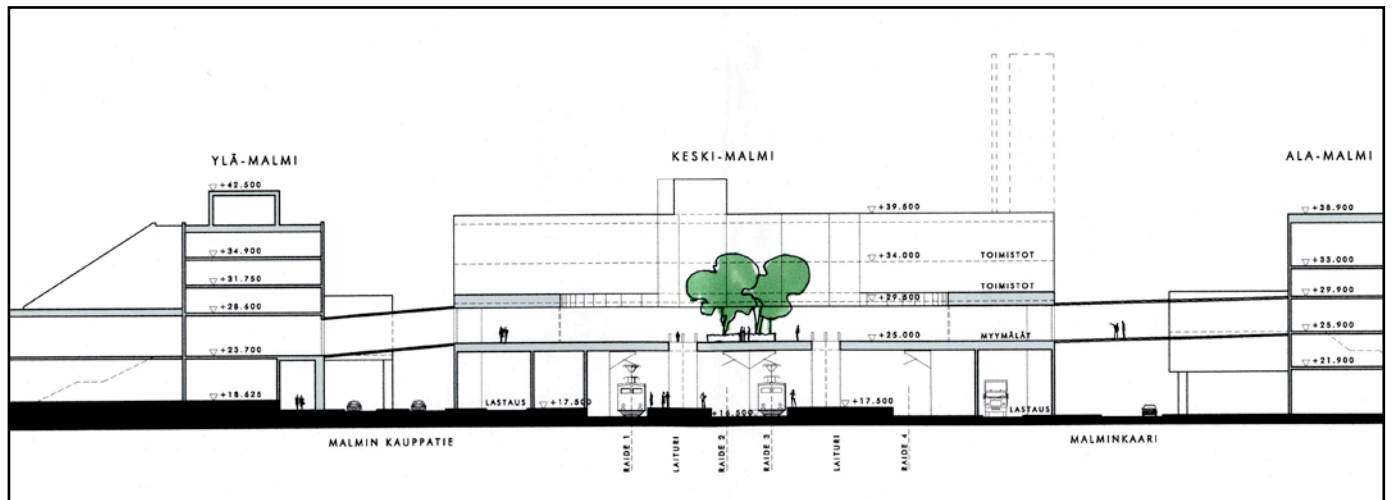 YLÄ-MALMI
KESKI-MALMI
ALA-MALMI
+42.500
+39.500
+38.900
+34.900
+34.000
TOIMISTOT
+33.000
+31.750
TOIMISTOT
+29.900
+28.600
+29.500
+25.900
+25.000
MYYMÄLÄT
+23.700
+21.900
+18.625
LASTAUS
+17.500
+16.500
+17.500
LASTAUS
MALMIN KAUPPATIE
RAIDE 1
LAITURI
RAIDE 2
RAIDE 3
LAITURI
RAIDE 4
MALMINKAARI